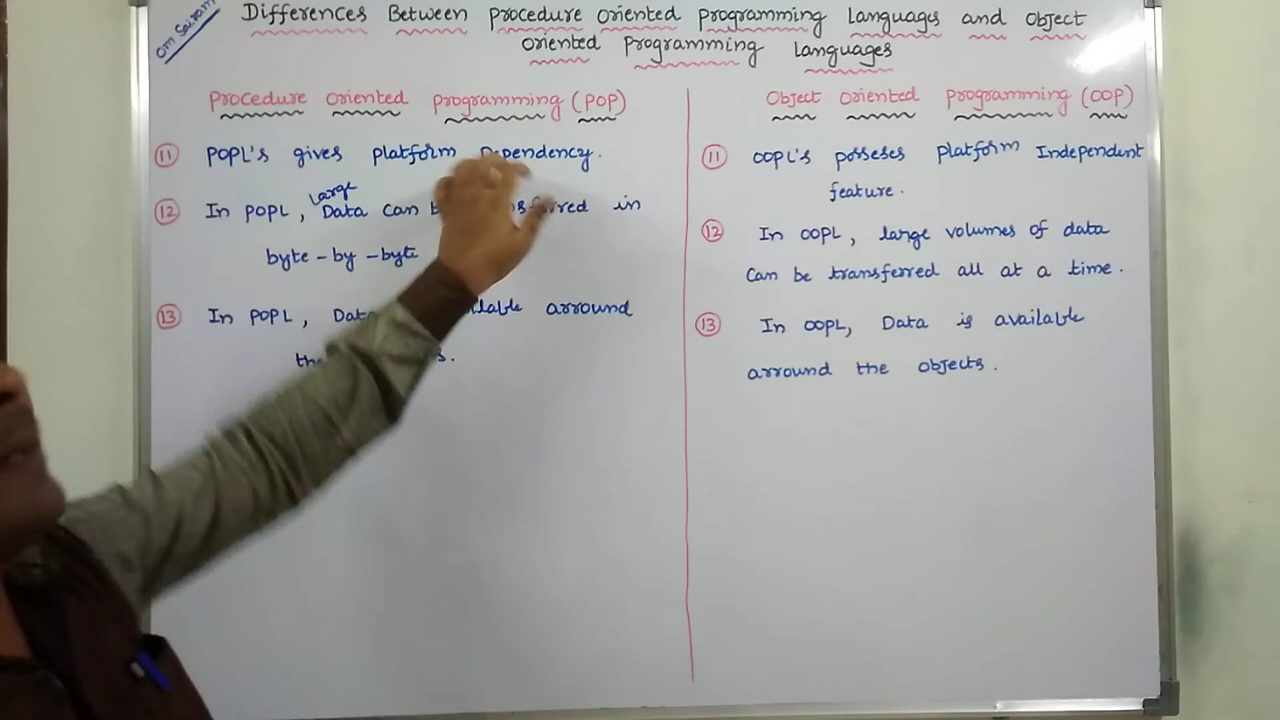 Om Sairam
Differences Between Procedure Oriented Programming Languages and Object
Oriented Programming Languages
Procedure Oriented Programming (POP)
11 POPL's gives platform Dependency.
Large
12 In POPL, Data can in
byte-by-byte
13 In POPL, arround
Object Oriented Programming (OOP)
11 OOPL's posseses platform Independent
feature.
12 In OOPL, large volumes of data
can be transferred all at a time.
13 In OOPL, Data is available
arround the objects.